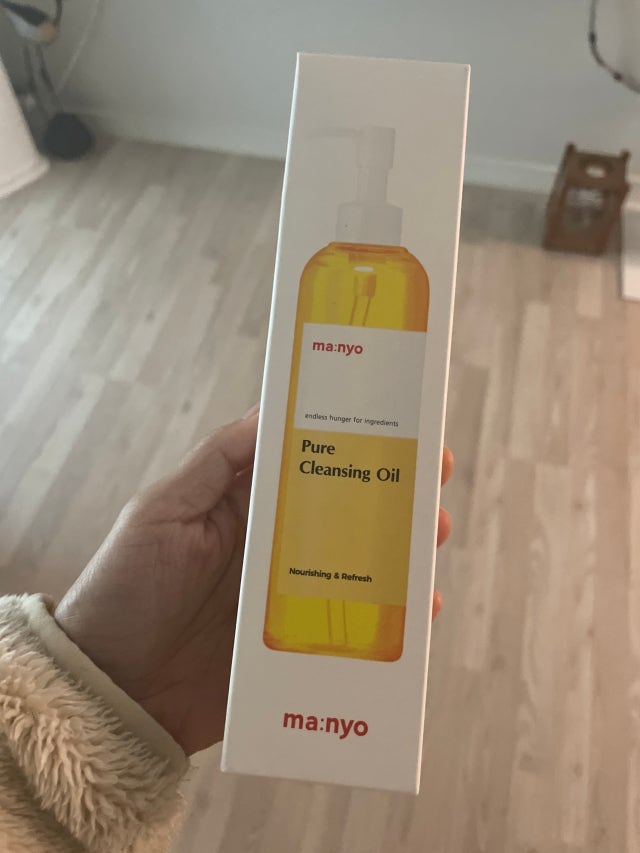 ma:nyo
endless hunger for ingredients
Pure
Cleansing Oil
Nourishing & Refresh
ma:nyo